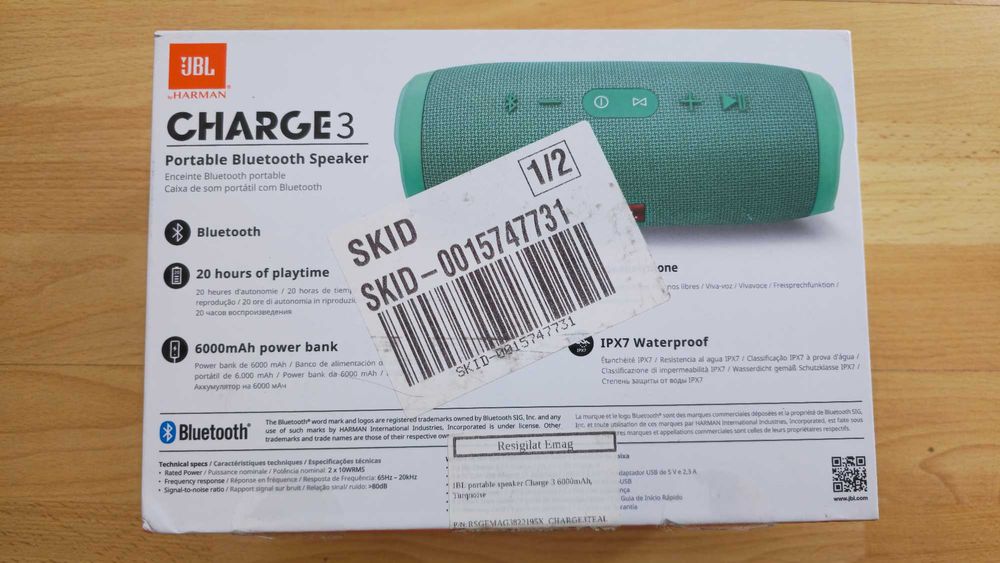 JBL
by HARMAN
CHARGE 3
Portable Bluetooth Speaker
Enceinte Bluetooth portable
Caixa de som portátil com Bluetooth
Bluetooth
20 hours of playtime
20 heures d'autonomie / 20 horas de
reprodução / 20 ore di autonomia in
20 часов воспроизведения
6000mAh power bank
Power bank de 6000 mAh / Banco de alimentación
portátil de 6.000 mAh / Power bank da 6000 mAh /
Аккумулятор на 6000 мАч
1/2
SKID
SKID-0015747731
SKID-0015747731
nos libres / Viva-voz / Vivavoce / Freisprechfunktion /
IPX7
IPX7 Waterproof
Étanchéité IPX7 / Resistencia al agua IPX7 / Classificação IPX7 à prova d'água /
Classificazione di impermeabilità IPX7 / Wasserdicht gemäß Schutzklasse IPX7 /
Степень защиты от воды IPX7
Bluetooth®
The Bluetooth® word mark and logos are registered trademarks owned by Bluetooth SIG, Inc. and any
use of such marks by HARMAN International Industries, Incorporated is under license. Other
trademarks and trade names are those of their respective
La marque et le logo Bluetooth® sont des marques commerciales déposées et la propriété de Bluetooth SIG,
Inc. et toute utilisation de ces marques par HARMAN International Industries, Incorporated, est faite sous
marques et appellations commerciales sont celles de leurs propriétaires respectifs.
Technical specs / Caractéristiques techniques / Especificações técnicas
• Rated Power / Puissance nominale / Potência nominal: 2 x 10WRMS
• Frequency response / Réponse en fréquence / Resposta de Frequência: 65Hz – 20kHz
• Signal-to-noise ratio / Rapport signal sur bruit / Relação sinal/ ruído: >80dB
Resigilat Emag
JBL portable speaker Charge 3 6000mAh,
Turquoise
P/N: RSGEMAG3822195X_CHARGE3TEAL
USB de 5 V e 2,3 A
Guia de Início Rápido
www.jbl.com